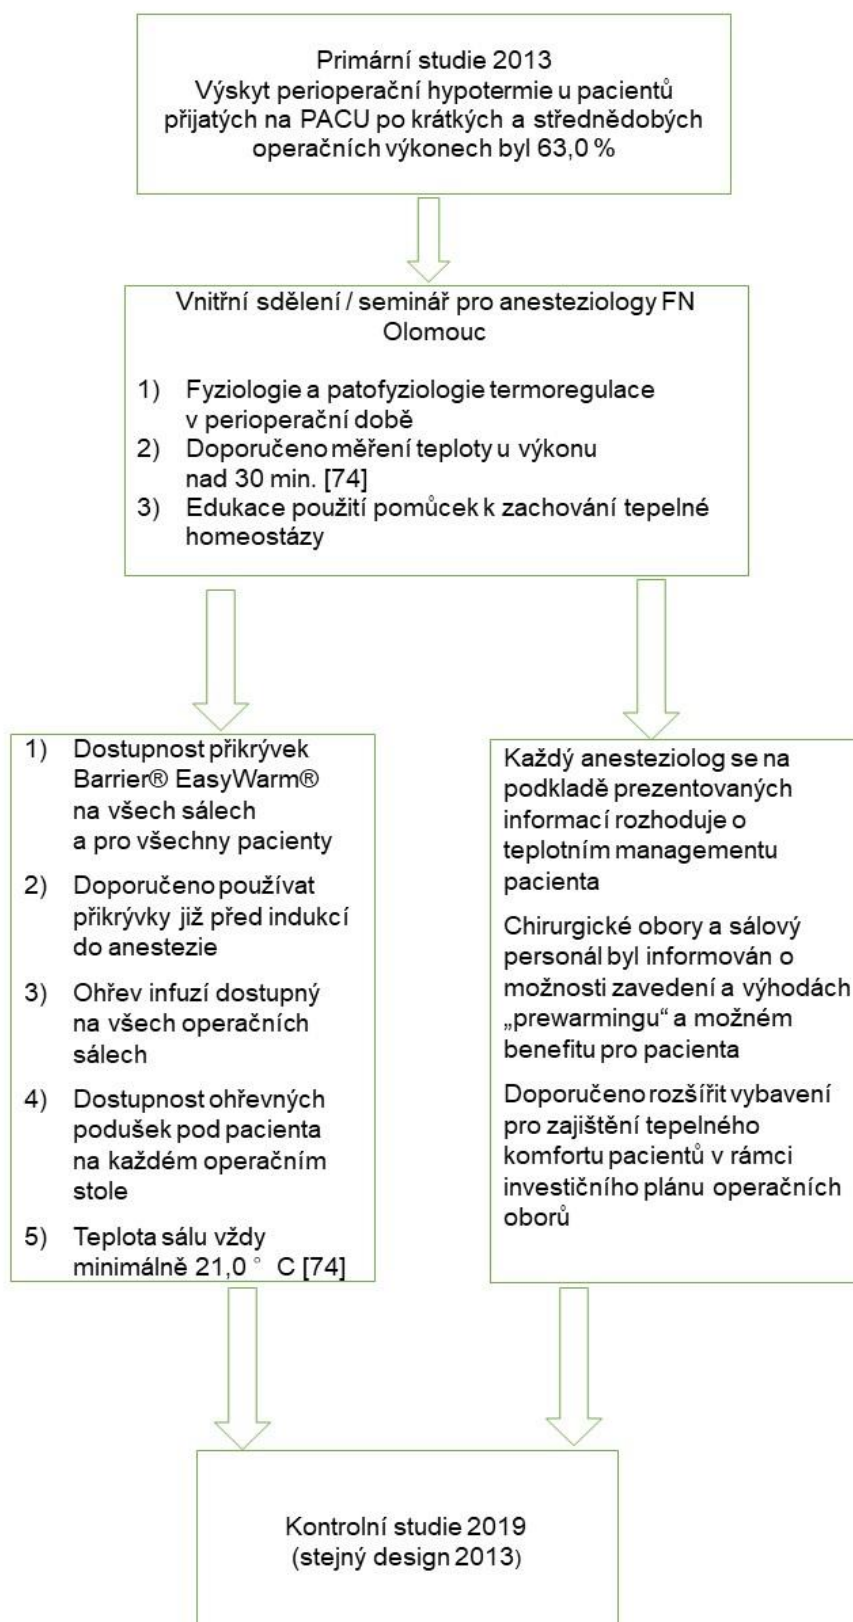 Primární studie 2013
Výskyt perioperační hypotermie u pacientů
přijatých na PACU po krátkých a střednědobých
operačních výkonech byl 63,0 %
Vnitřní sdělení / seminář pro anesteziology FN
Olomouc
1) Fyziologie a patofyziologie termoregulace
v perioperační době
2) Doporučeno měření teploty u výkonu
nad 30 min. [74]
3) Edukace použití pomůcek k zachování tepelné
homeostázy
1) Dostupnost přikrývek
Barrier® EasyWarm®
na všech sálech
a pro všechny pacienty
2) Doporučeno používat
přikrývky již před indukcí
do anestezie
3) Ohřev infuzí dostupný
na všech operačních
sálech
4) Dostupnost ohřevných
podušek pod pacienta
na každém operačním
stole
5) Teplota sálu vždy
minimálně 21,0 ° C [74]
Každý anesteziolog se na
podkladě prezentovaných
informací rozhoduje o
teplotním managementu
pacienta
Chirurgické obory a sálový
personál byl informován o
možnosti zavedení a výhodách
„prewarmingu“ a možném
benefitu pro pacienta
Doporučeno rozšířit vybavení
pro zajištění tepelného
komfortu pacientů v rámci
investičního plánu operačních
oborů
Kontrolní studie 2019
(stejný design 2013)